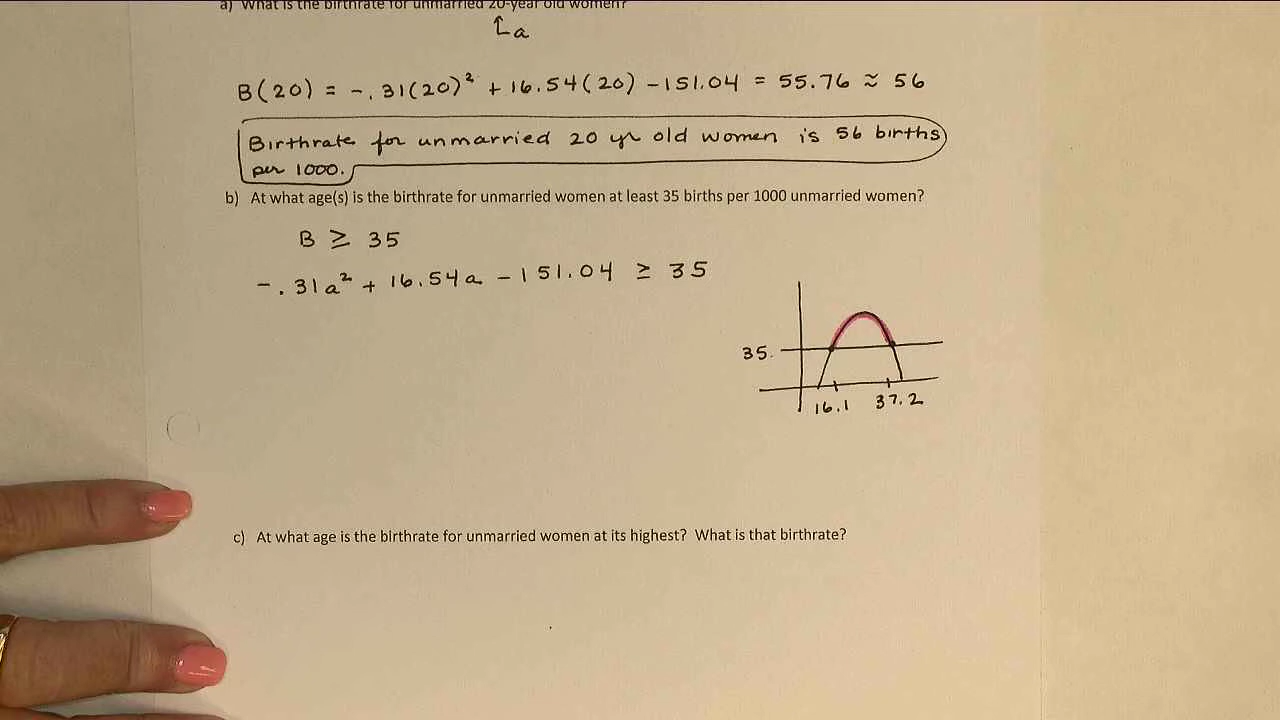 a) What is the birthrate for unmarried 20-year old women?
a
B(20) = -.31(20)² + 16.54(20) - 151.04 = 55.76 ≈ 56
Birthrate for unmarried 20 yr old women is 56 births
per 1000.
b) At what age(s) is the birthrate for unmarried women at least 35 births per 1000 unmarried women?
B ≥ 35
-.31a² + 16.54a - 151.04 ≥ 35
35
16.1 37.2
c) At what age is the birthrate for unmarried women at its highest? What is that birthrate?